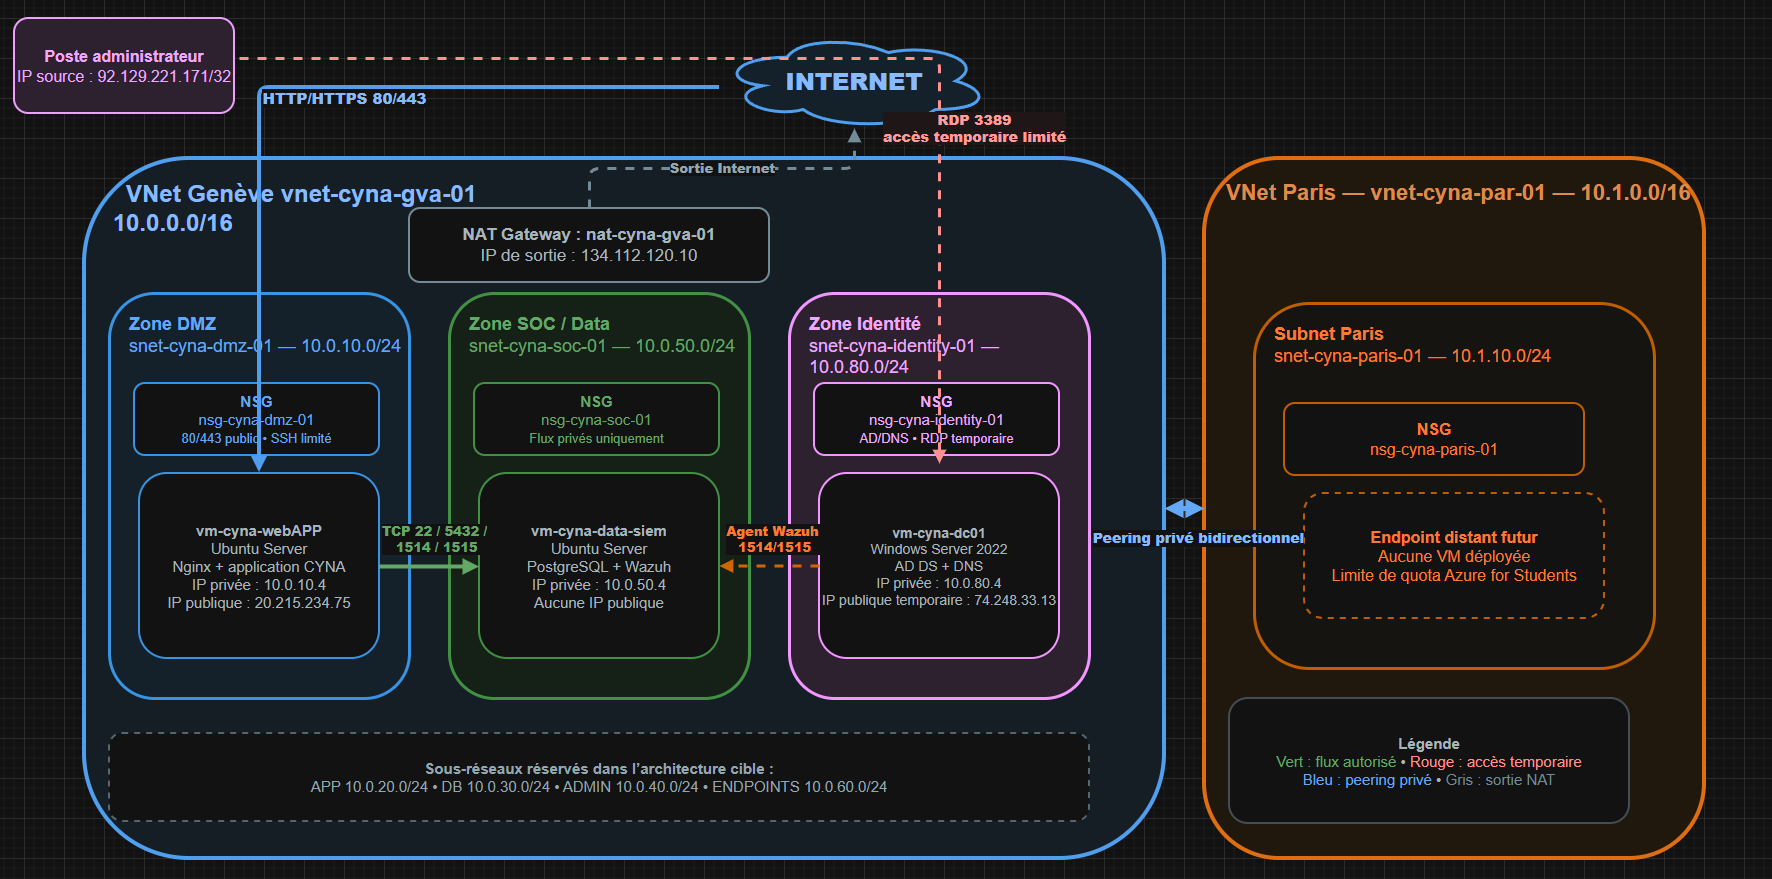 Poste administrateur
IP source : 92.129.221.171/32
INTERNET
HTTP/HTTPS 80/443
RDP 3389
accès temporaire limité
Sortie Internet
VNet Genève vnet-cyna-gva-01
10.0.0.0/16
NAT Gateway : nat-cyna-gva-01
IP de sortie : 134.112.120.10
Zone DMZ
snet-cyna-dmz-01 — 10.0.10.0/24
NSG
nsg-cyna-dmz-01
80/443 public • SSH limité
vm-cyna-webAPP
Ubuntu Server
Nginx + application CYNA
IP privée : 10.0.10.4
IP publique : 20.215.234.75
TCP 22 / 5432 /
1514 / 1515
Zone SOC / Data
snet-cyna-soc-01 — 10.0.50.0/24
NSG
nsg-cyna-soc-01
Flux privés uniquement
vm-cyna-data-siem
Ubuntu Server
PostgreSQL + Wazuh
IP privée : 10.0.50.4
Aucune IP publique
Agent Wazuh
1514/1515
Zone Identité
snet-cyna-identity-01 —
10.0.80.0/24
NSG
nsg-cyna-identity-01
AD/DNS • RDP temporaire
vm-cyna-dc01
Windows Server 2022
AD DS + DNS
IP privée : 10.0.80.4
IP publique temporaire : 74.248.33.13
Peering privé bidirectionnel
Sous-réseaux réservés dans l’architecture cible :
APP 10.0.20.0/24 • DB 10.0.30.0/24 • ADMIN 10.0.40.0/24 • ENDPOINTS 10.0.60.0/24
VNet Paris — vnet-cyna-par-01 — 10.1.0.0/16
Subnet Paris
snet-cyna-paris-01 — 10.1.10.0/24
NSG
nsg-cyna-paris-01
Endpoint distant futur
Aucune VM déployée
Limite de quota Azure for Students
Légende
Vert : flux autorisé • Rouge : accès temporaire
Bleu : peering privé • Gris : sortie NAT